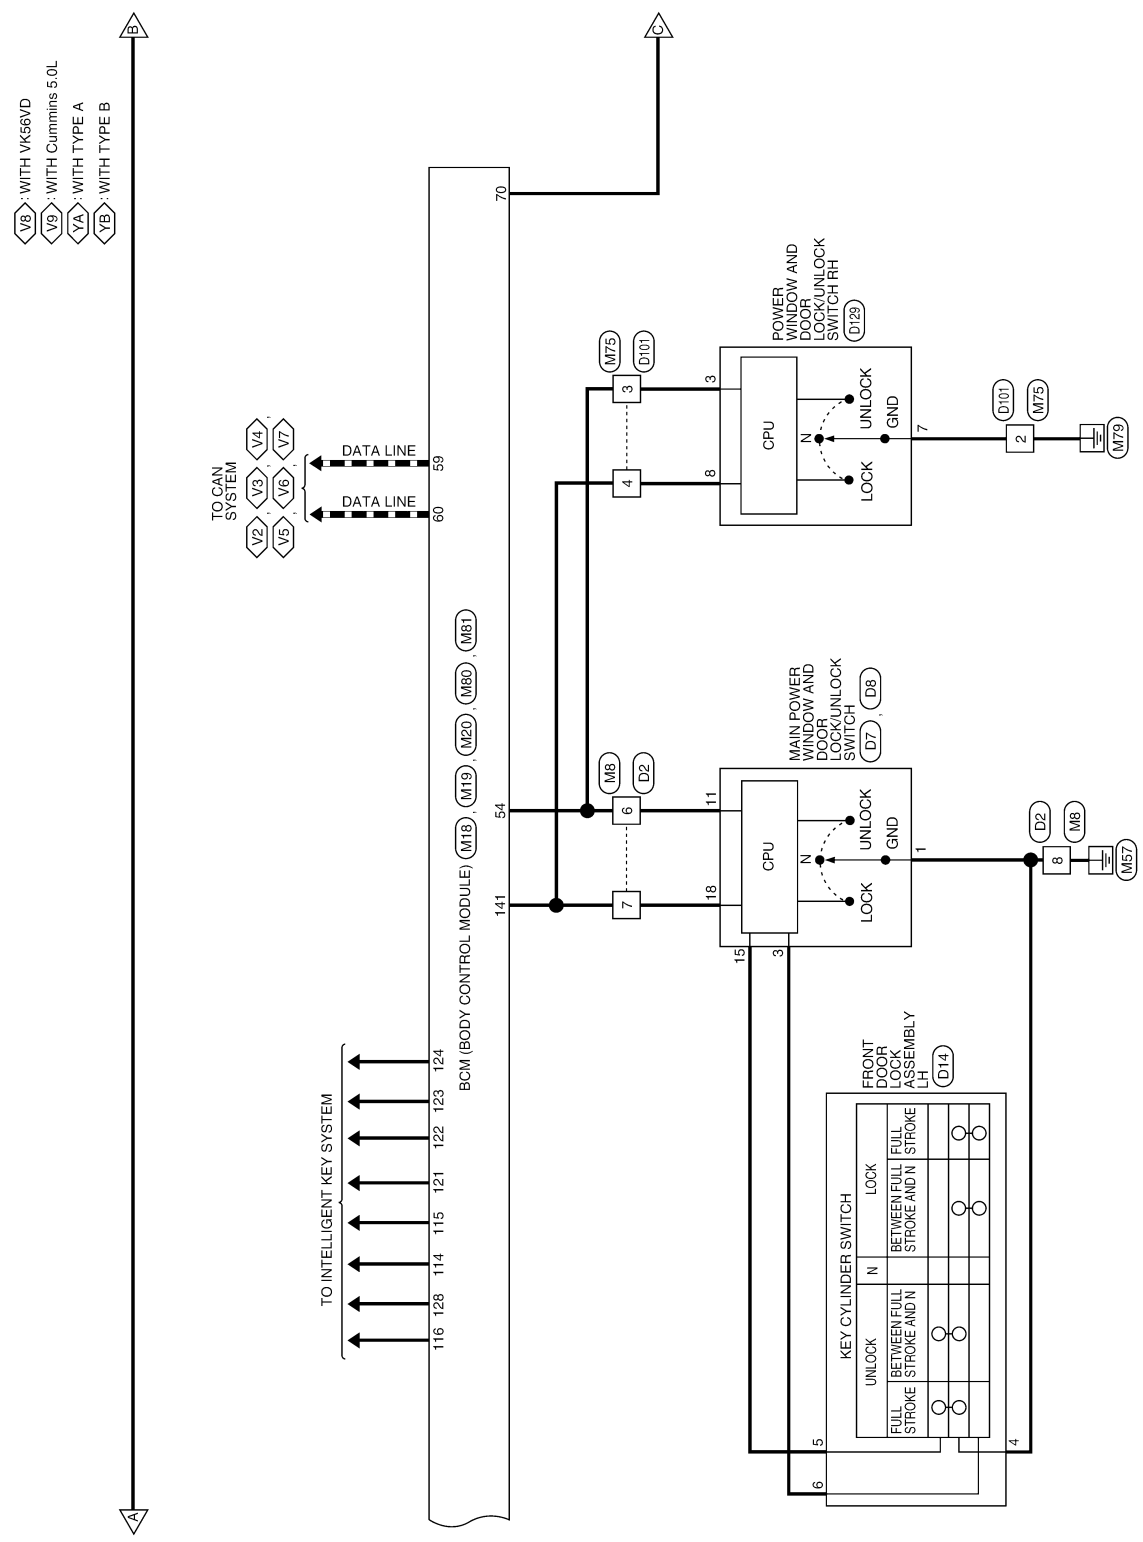 V8 : WITH VK56VD
V9 : WITH Cummins 5.0L
YA : WITH TYPE A
YB : WITH TYPE B
A
B
TO INTELLIGENT KEY SYSTEM
116
128
114
115
121
122
123
124
TO CAN
SYSTEM
V2 , V3 , V4 ,
V5 , V6 , V7
DATA LINE
DATA LINE
60
59
BCM (BODY CONTROL MODULE) M18 , M19 , M20 , M80 , M81
141
54
70
C
M8
D2
7
6
M75
D101
4
3
MAIN POWER
WINDOW AND
DOOR
LOCK/UNLOCK
SWITCH
D7 , D8
18
11
15
3
CPU
N
LOCK
UNLOCK
GND
1
D2
M8
8
M57
POWER
WINDOW AND
DOOR
LOCK/UNLOCK
SWITCH RH
D129
8
3
CPU
N
LOCK
UNLOCK
GND
7
D101
M75
2
M79
FRONT
DOOR
LOCK
ASSEMBLY
LH
D14
KEY CYLINDER SWITCH
UNLOCK
N
LOCK
FULL
STROKE
BETWEEN FULL
STROKE AND N
BETWEEN FULL
STROKE AND N
FULL
STROKE
6
5
4